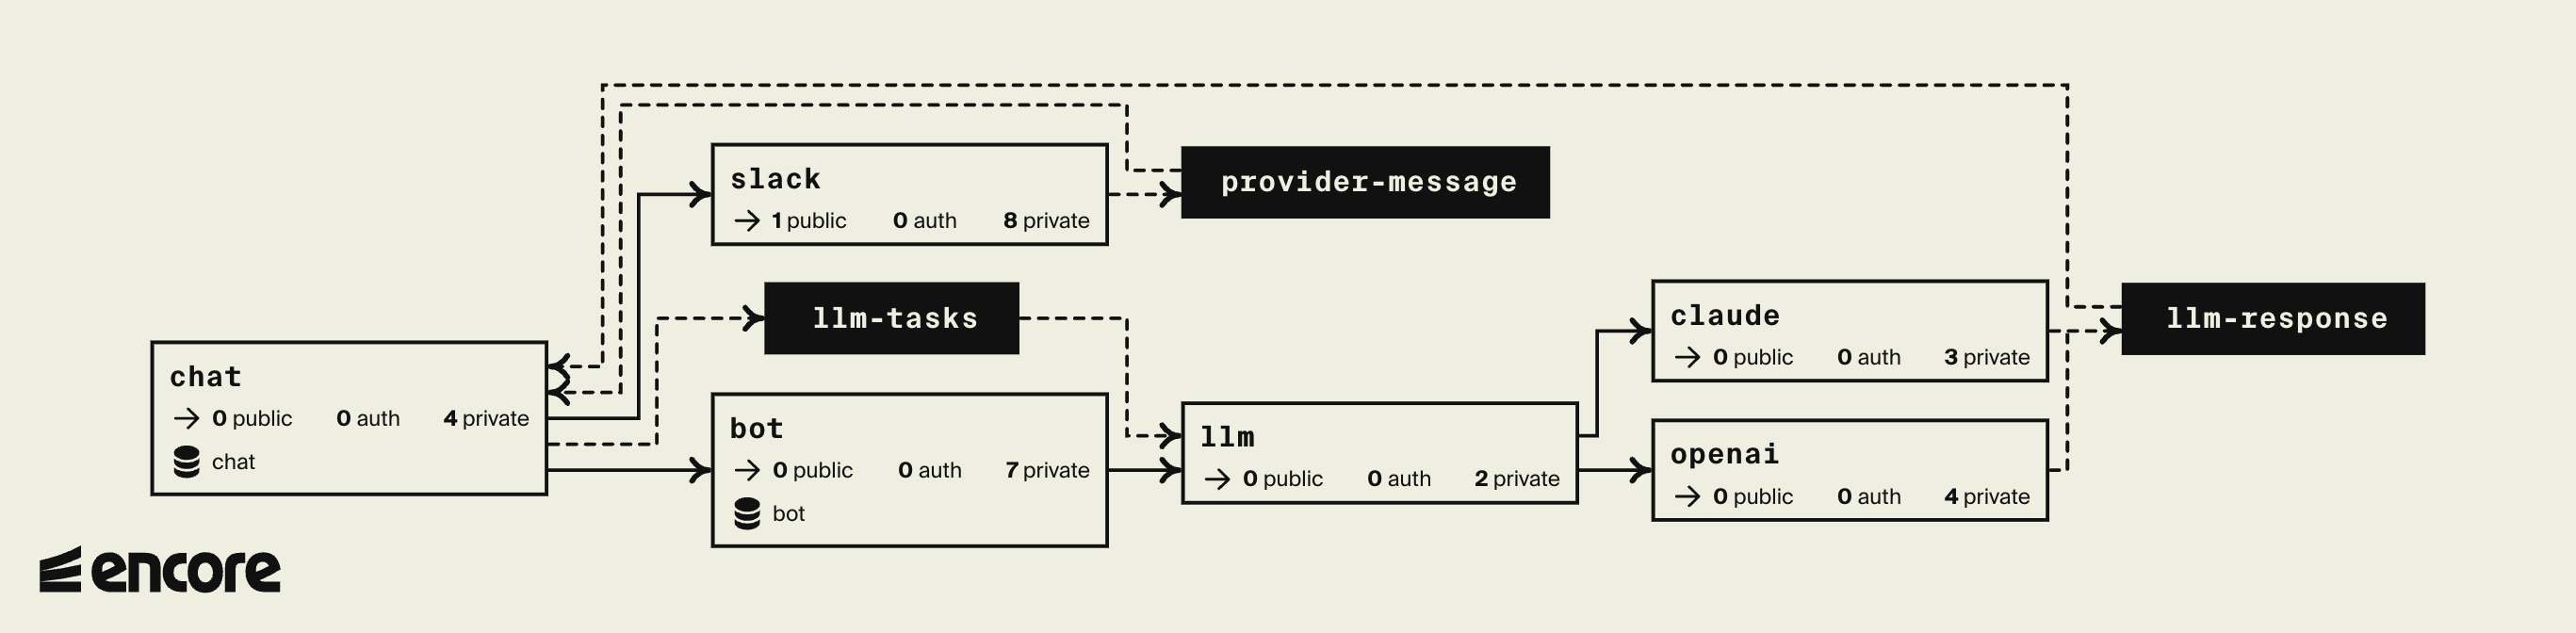 slack
1 public 0 auth 8 private
provider-message
llm-tasks
claude
0 public 0 auth 3 private
llm-response
chat
0 public 0 auth 4 private
chat
bot
0 public 0 auth 7 private
bot
llm
0 public 0 auth 2 private
openai
0 public 0 auth 4 private
encore